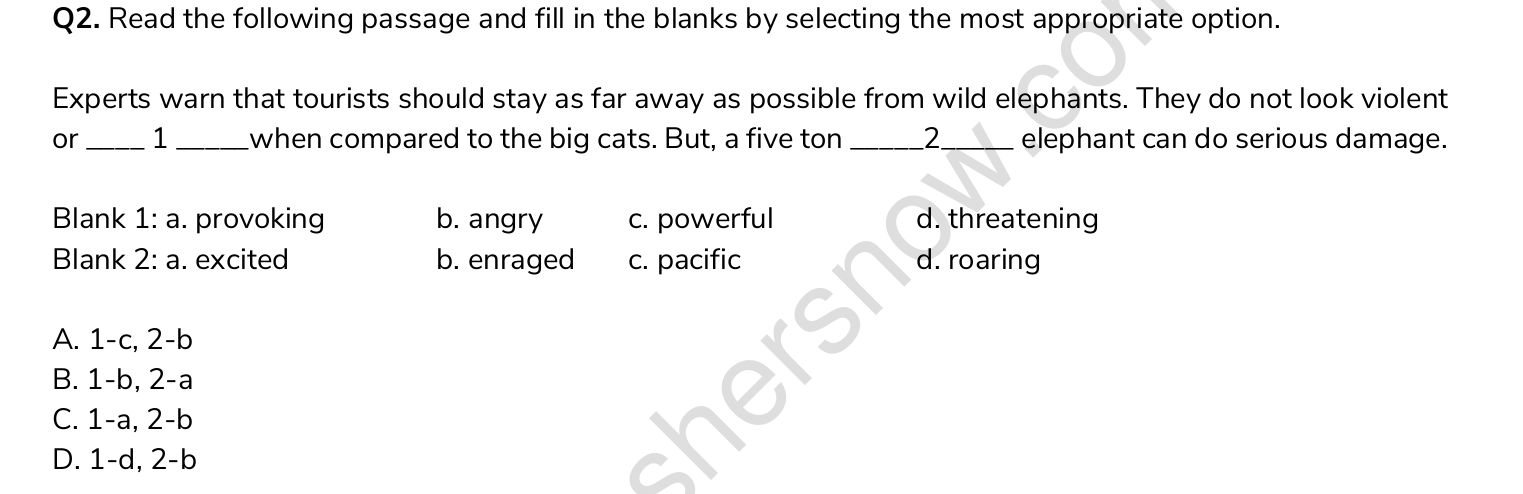 Q2. Read the following passage and fill in the blanks by selecting the most appropriate option.
Experts warn that tourists should stay as far away as possible from wild elephants. They do not look violent
or ____ 1 _____when compared to the big cats. But, a five ton _____2_____ elephant can do serious damage.
Blank 1: a. provoking b. angry c. powerful d. threatening
Blank 2: a. excited b. enraged c. pacific d. roaring
A. 1-c, 2-b
B. 1-b, 2-a
C. 1-a, 2-b
D. 1-d, 2-b
shersnow.com